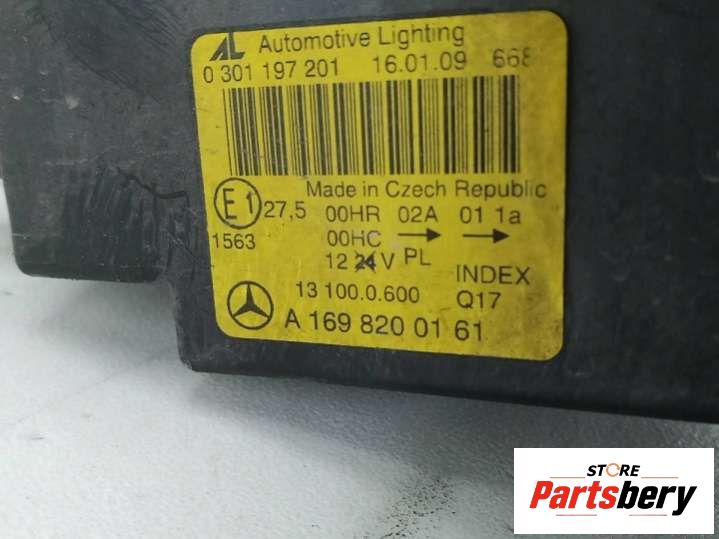 AL Automotive Lighting
0 301 197 201 16.01.09 668
Made in Czech Republic
E1 27,5 00HR 02A 01 1a
1563 00HC → →
12 24 V PL
INDEX
13 100.0.600 Q17
A 169 820 01 61
STORE
Partsbery